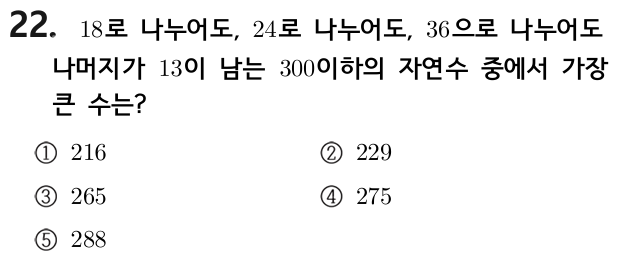 22. 18로 나누어도, 24로 나누어도, 36으로 나누어도
나머지가 13이 남는 300이하의 자연수 중에서 가장
큰 수는?
① 216 ② 229
③ 265 ④ 275
⑤ 288